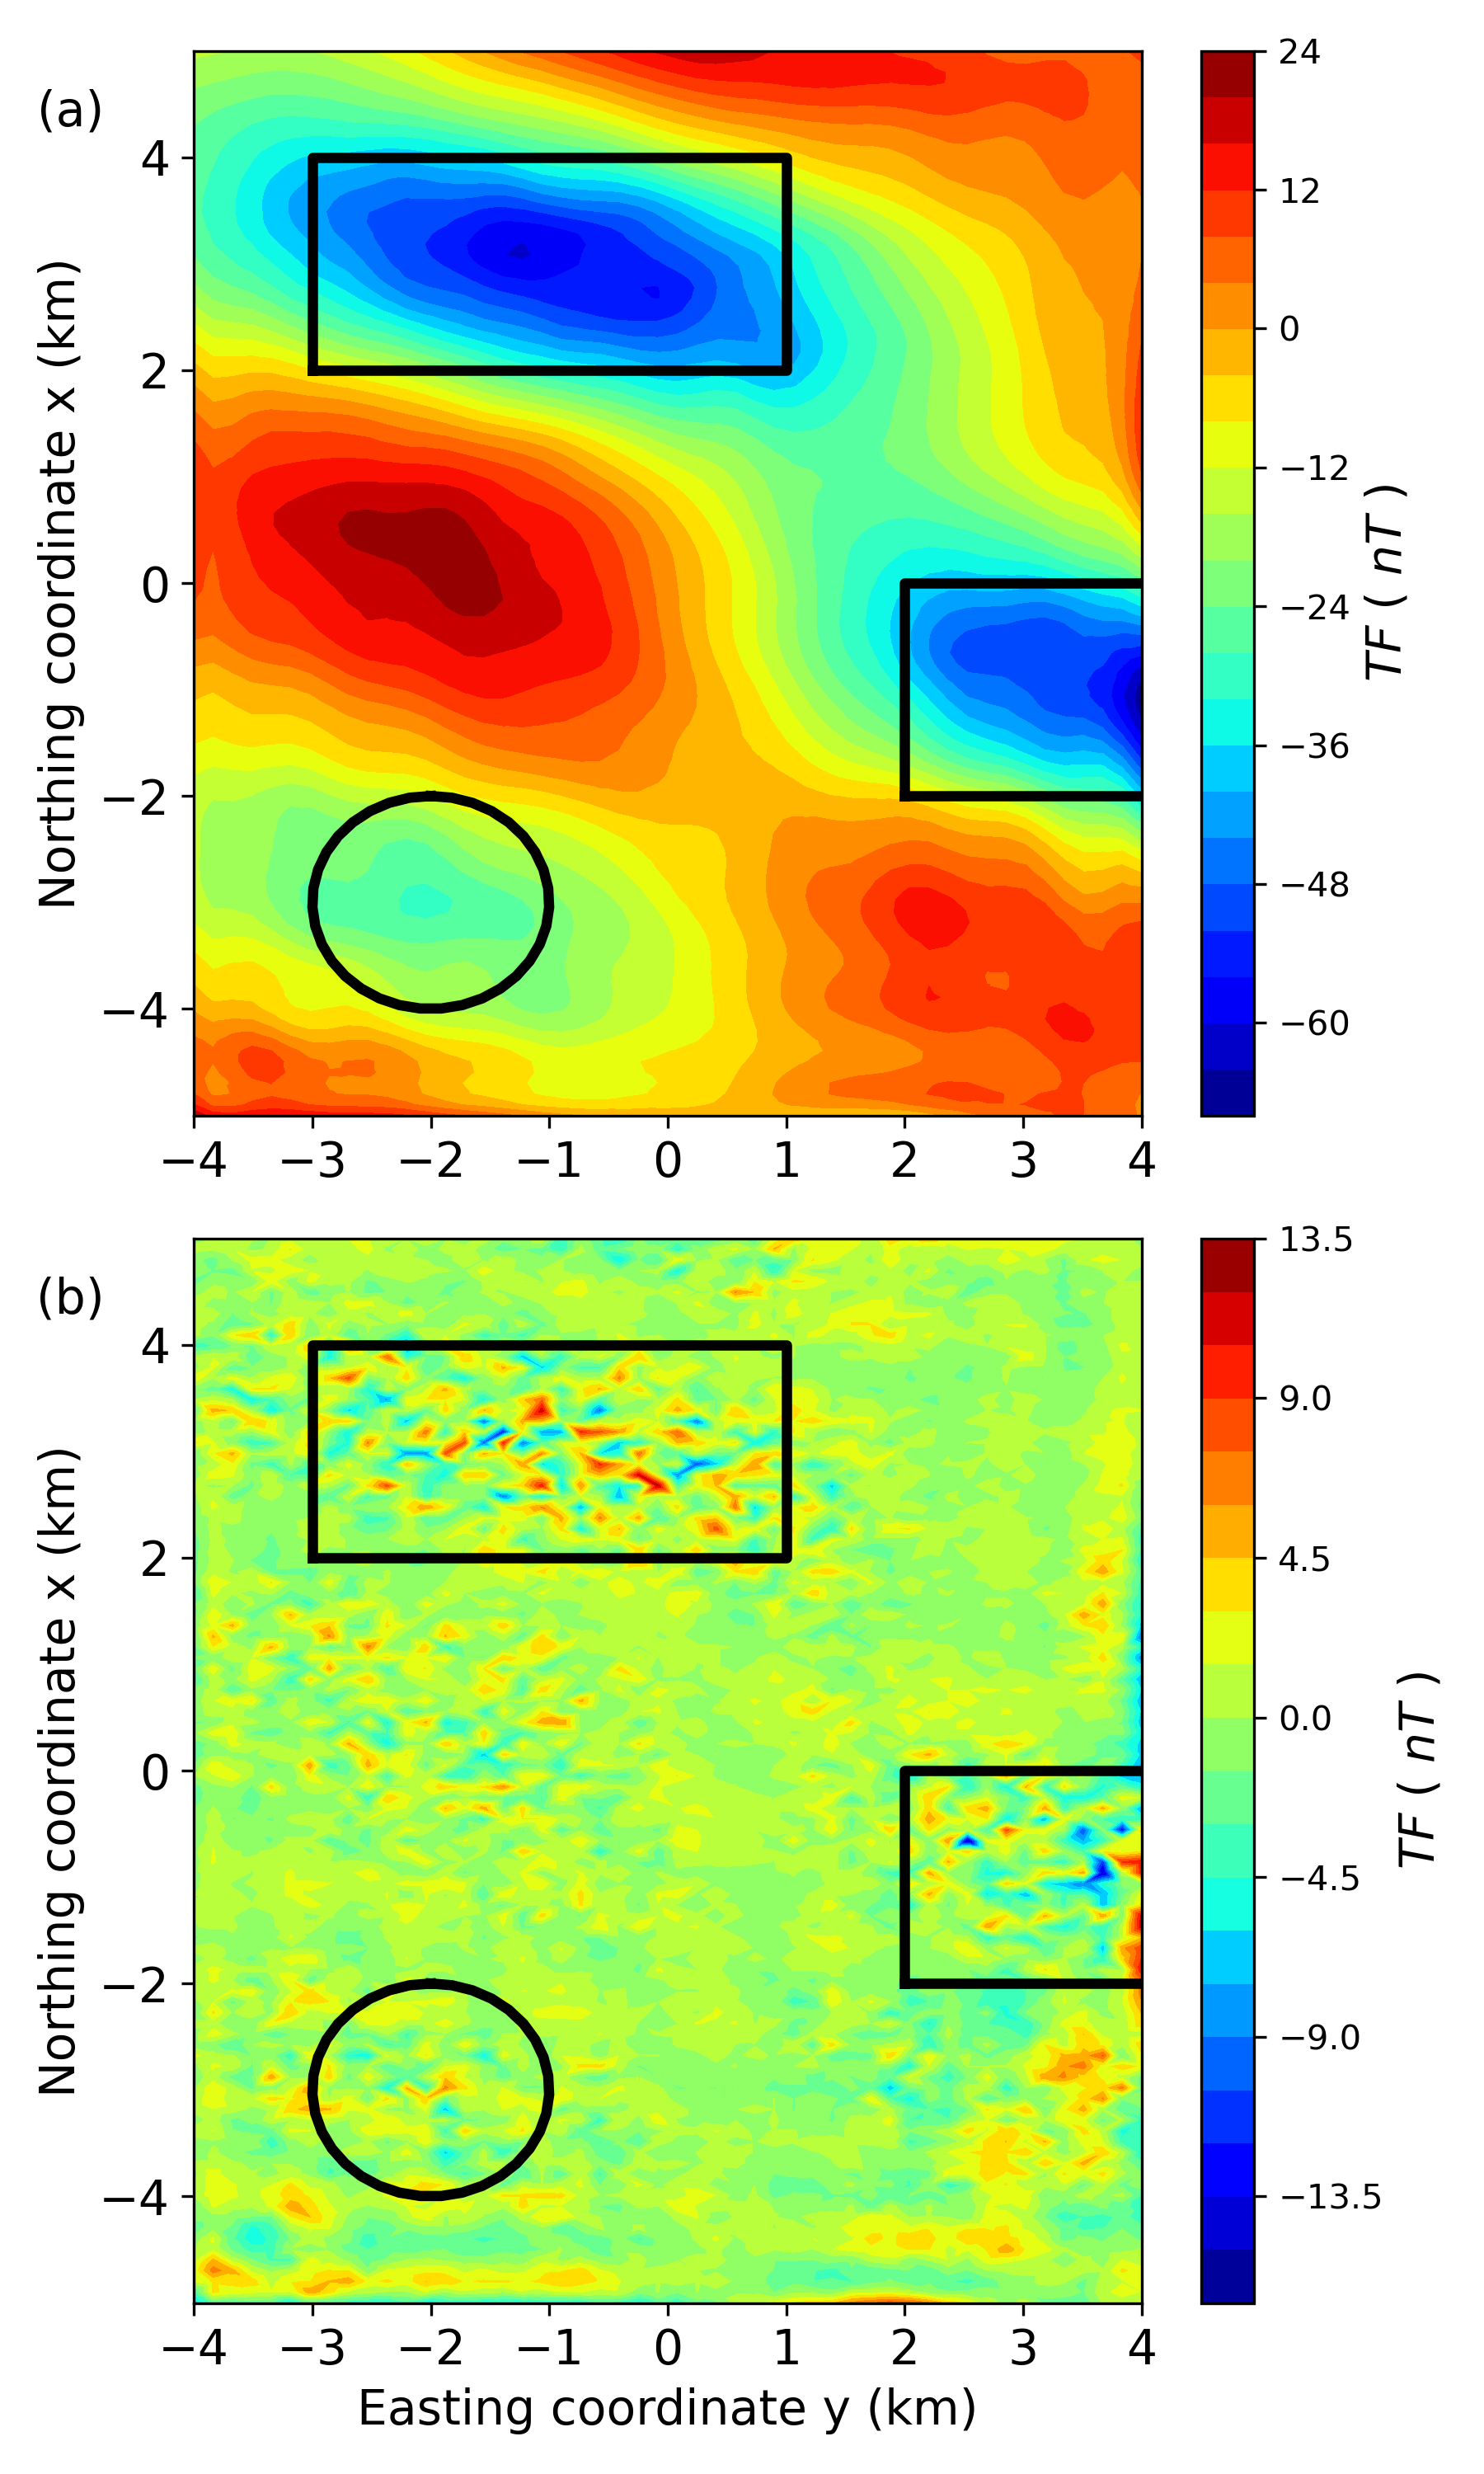 (a)
Northing coordinate x (km)
4
2
0
−2
−4
−4 −3 −2 −1 0 1 2 3 4
24
12
0
−12
−24
−36
−48
−60
TF ( nT )
(b)
Northing coordinate x (km)
4
2
0
−2
−4
−4 −3 −2 −1 0 1 2 3 4
Easting coordinate y (km)
13.5
9.0
4.5
0.0
−4.5
−9.0
−13.5
TF ( nT )